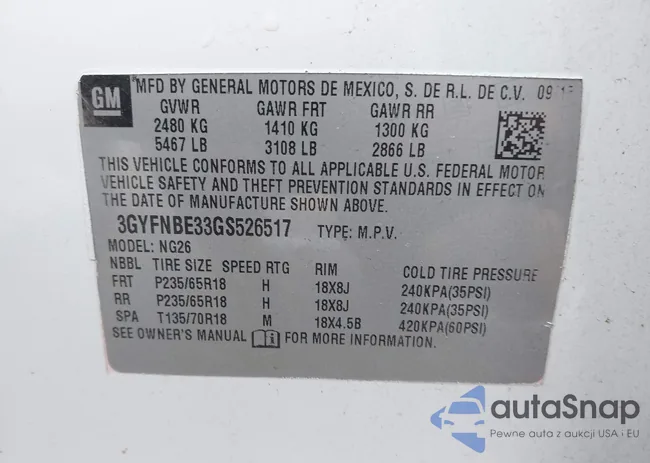 GM
MFD BY GENERAL MOTORS DE MEXICO, S. DE R.L. DE C.V.
GVWR GAWR FRT GAWR RR
2480 KG 1410 KG 1300 KG
5467 LB 3108 LB 2866 LB
THIS VEHICLE CONFORMS TO ALL APPLICABLE U.S. FEDERAL MOTOR
VEHICLE SAFETY AND THEFT PREVENTION STANDARDS IN EFFECT ON
THE DATE OF MANUFACTURE SHOWN ABOVE.
3GYFNBE33GS526517 TYPE: M.P.V.
MODEL: NG26
NBBL TIRE SIZE SPEED RTG RIM COLD TIRE PRESSURE
FRT P235/65R18 H 18X8J 240KPA(35PSI)
RR P235/65R18 H 18X8J 240KPA(35PSI)
SPA T135/70R18 M 18X4.5B 420KPA(60PSI)
SEE OWNER'S MANUAL FOR MORE INFORMATION.
autaSnap
Pewne auta z aukcji USA i EU